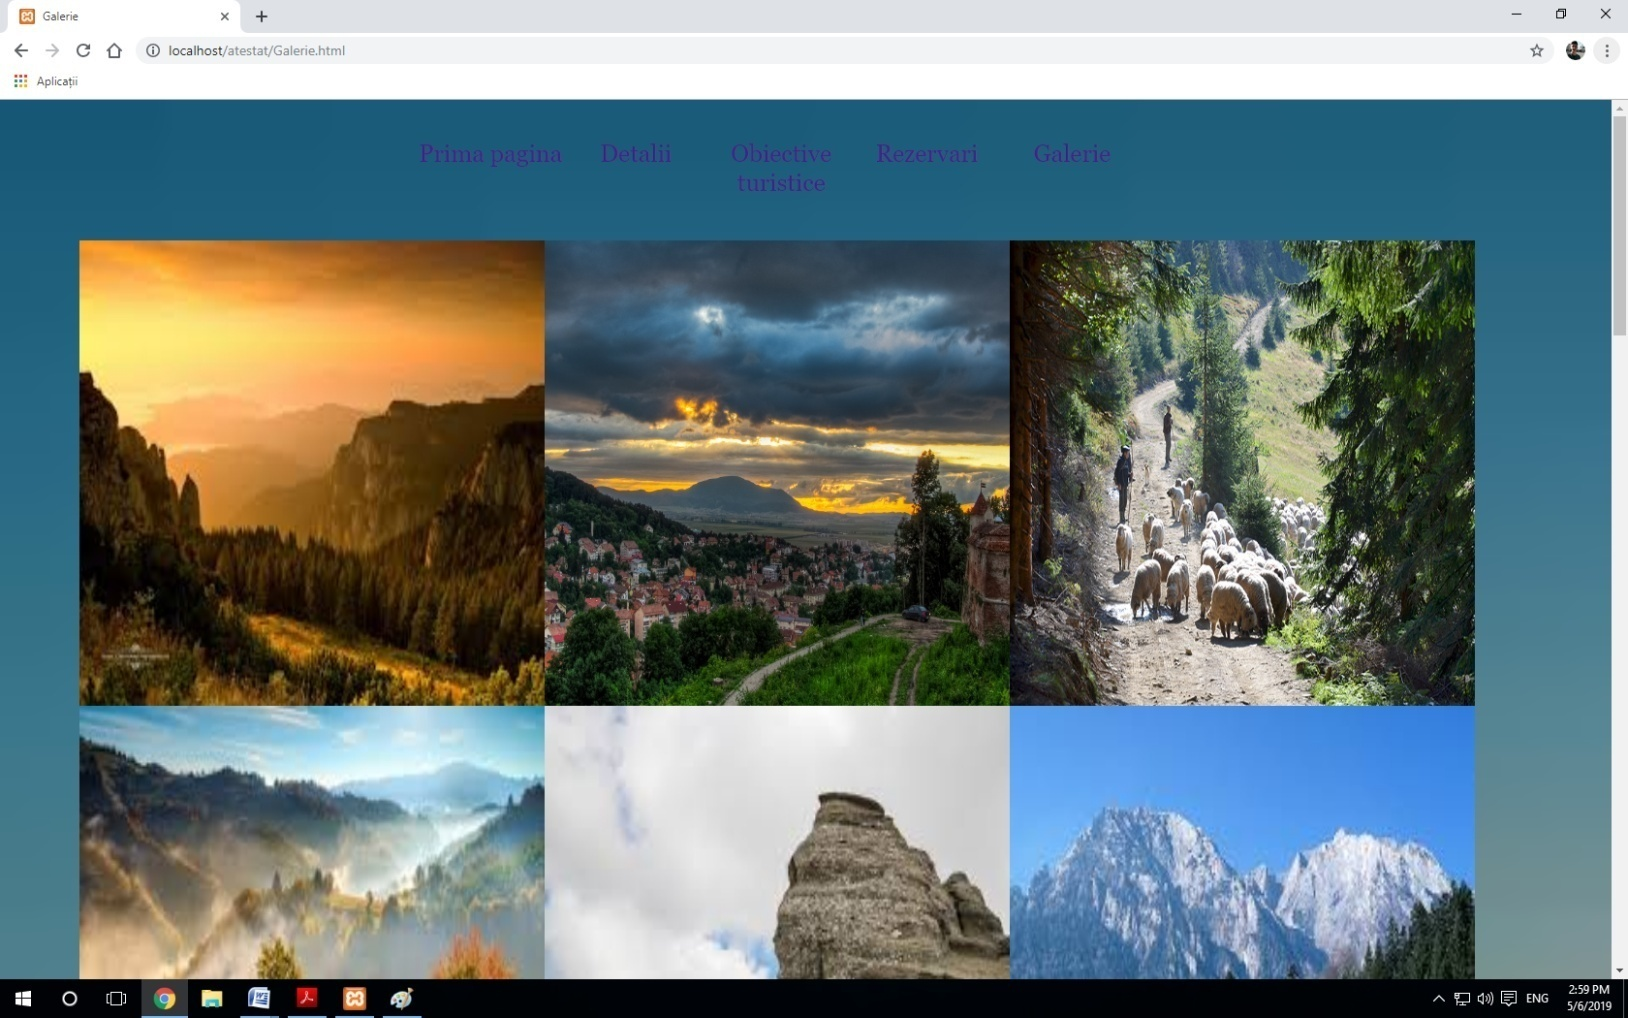 Galerie
localhost/atestat/Galerie.html
Aplicații
Prima pagina Detalii Obiective turistice Rezervari Galerie
ENG
2:59 PM
5/6/2019